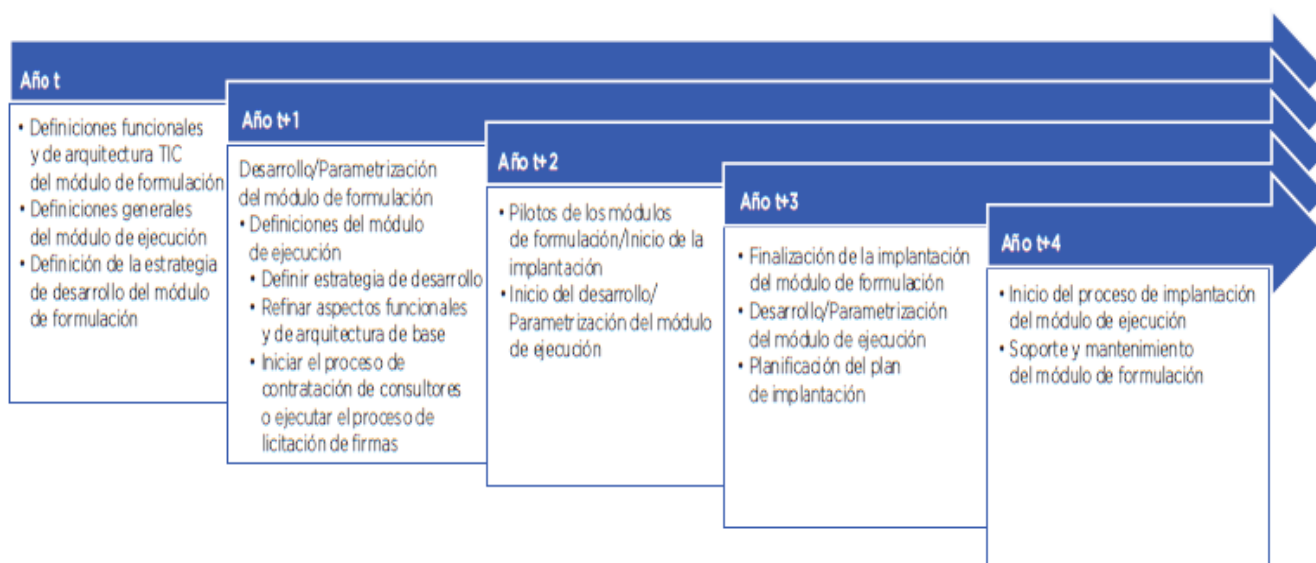 Año t
• Definiciones funcionales
y de arquitectura TIC
del módulo de formulación
• Definiciones generales
del módulo de ejecución
• Definición de la estrategia
de desarrollo del módulo
de formulación
Año t+1
Desarrollo/Parametrización
del módulo de formulación
• Definiciones del módulo
de ejecución
• Definir estrategia de desarrollo
• Refinar aspectos funcionales
y de arquitectura de base
• Iniciar el proceso de
contratación de consultores
o ejecutar el proceso de
licitación de firmas
Año t+2
• Pilotos de los módulos
de formulación/Inicio de la
implantación
• Inicio del desarrollo/
Parametrización del módulo
de ejecución
Año t+3
• Finalización de la implantación
del módulo de formulación
• Desarrollo/Parametrización
del módulo de ejecución
• Planificación del plan
de implantación
Año t+4
• Inicio del proceso de implantación
del módulo de ejecución
• Soporte y mantenimiento
del módulo de formulación